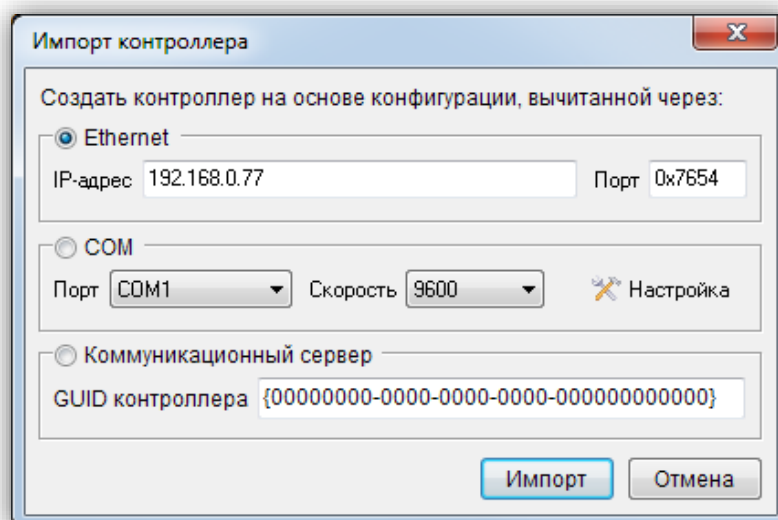 Импорт контроллера
Создать контроллер на основе конфигурации, вычитанной через:
Ethernet
IP-адрес 192.168.0.77 Порт 0x7654
COM
Порт COM1 Скорость 9600 Настройка
Коммуникационный сервер
GUID контроллера {00000000-0000-0000-0000-000000000000}
Импорт Отмена